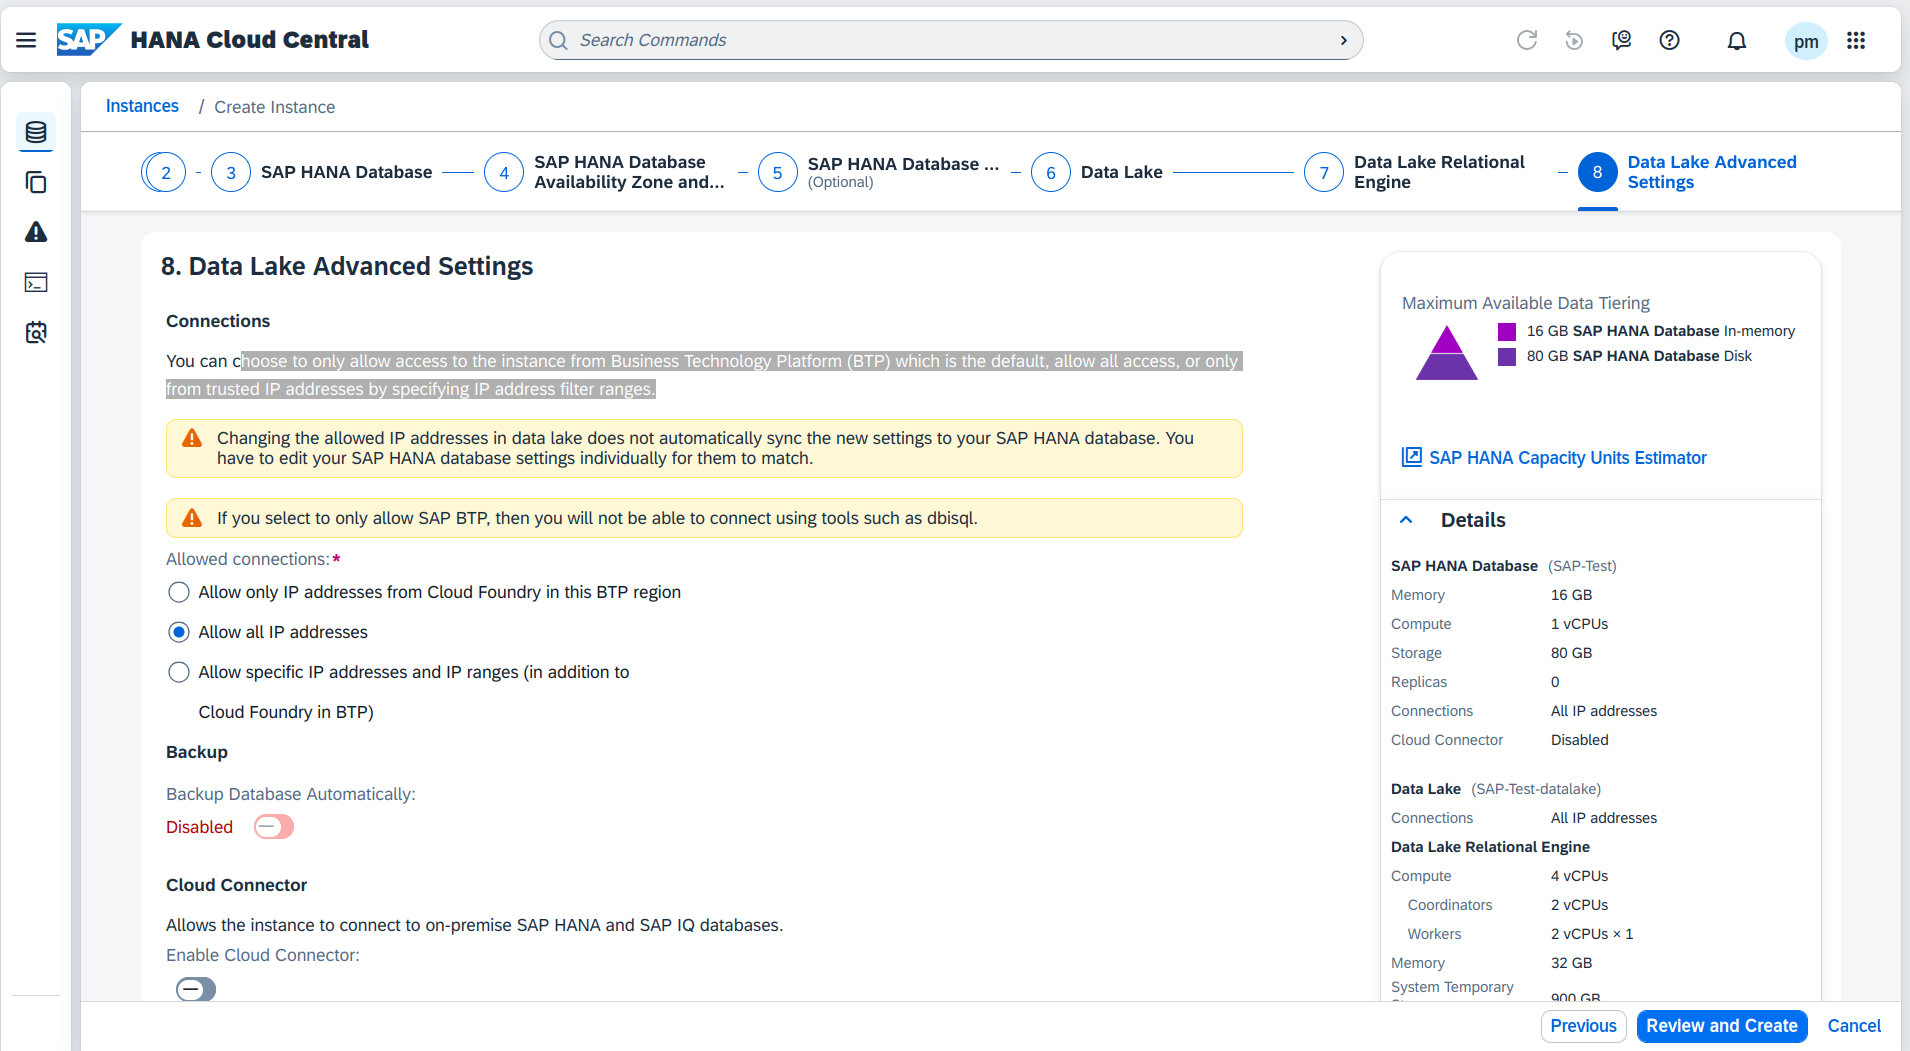 SAP HANA Cloud Central
Search Commands
pm
Instances / Create Instance
2
3 SAP HANA Database
4 SAP HANA Database Availability Zone and...
5 SAP HANA Database ... (Optional)
6 Data Lake
7 Data Lake Relational Engine
8 Data Lake Advanced Settings
8. Data Lake Advanced Settings
Connections
You can choose to only allow access to the instance from Business Technology Platform (BTP) which is the default, allow all access, or only
from trusted IP addresses by specifying IP address filter ranges.
Changing the allowed IP addresses in data lake does not automatically sync the new settings to your SAP HANA database. You
have to edit your SAP HANA database settings individually for them to match.
If you select to only allow SAP BTP, then you will not be able to connect using tools such as dbisql.
Allowed connections:*
Allow only IP addresses from Cloud Foundry in this BTP region
Allow all IP addresses
Allow specific IP addresses and IP ranges (in addition to
Cloud Foundry in BTP)
Backup
Backup Database Automatically:
Disabled
Cloud Connector
Allows the instance to connect to on-premise SAP HANA and SAP IQ databases.
Enable Cloud Connector:
Maximum Available Data Tiering
16 GB SAP HANA Database In-memory
80 GB SAP HANA Database Disk
SAP HANA Capacity Units Estimator
Details
SAP HANA Database (SAP-Test)
Memory 16 GB
Compute 1 vCPUs
Storage 80 GB
Replicas 0
Connections All IP addresses
Cloud Connector Disabled
Data Lake (SAP-Test-datalake)
Connections All IP addresses
Data Lake Relational Engine
Compute 4 vCPUs
Coordinators 2 vCPUs
Workers 2 vCPUs × 1
Memory 32 GB
System Temporary
900 GB
Previous
Review and Create
Cancel